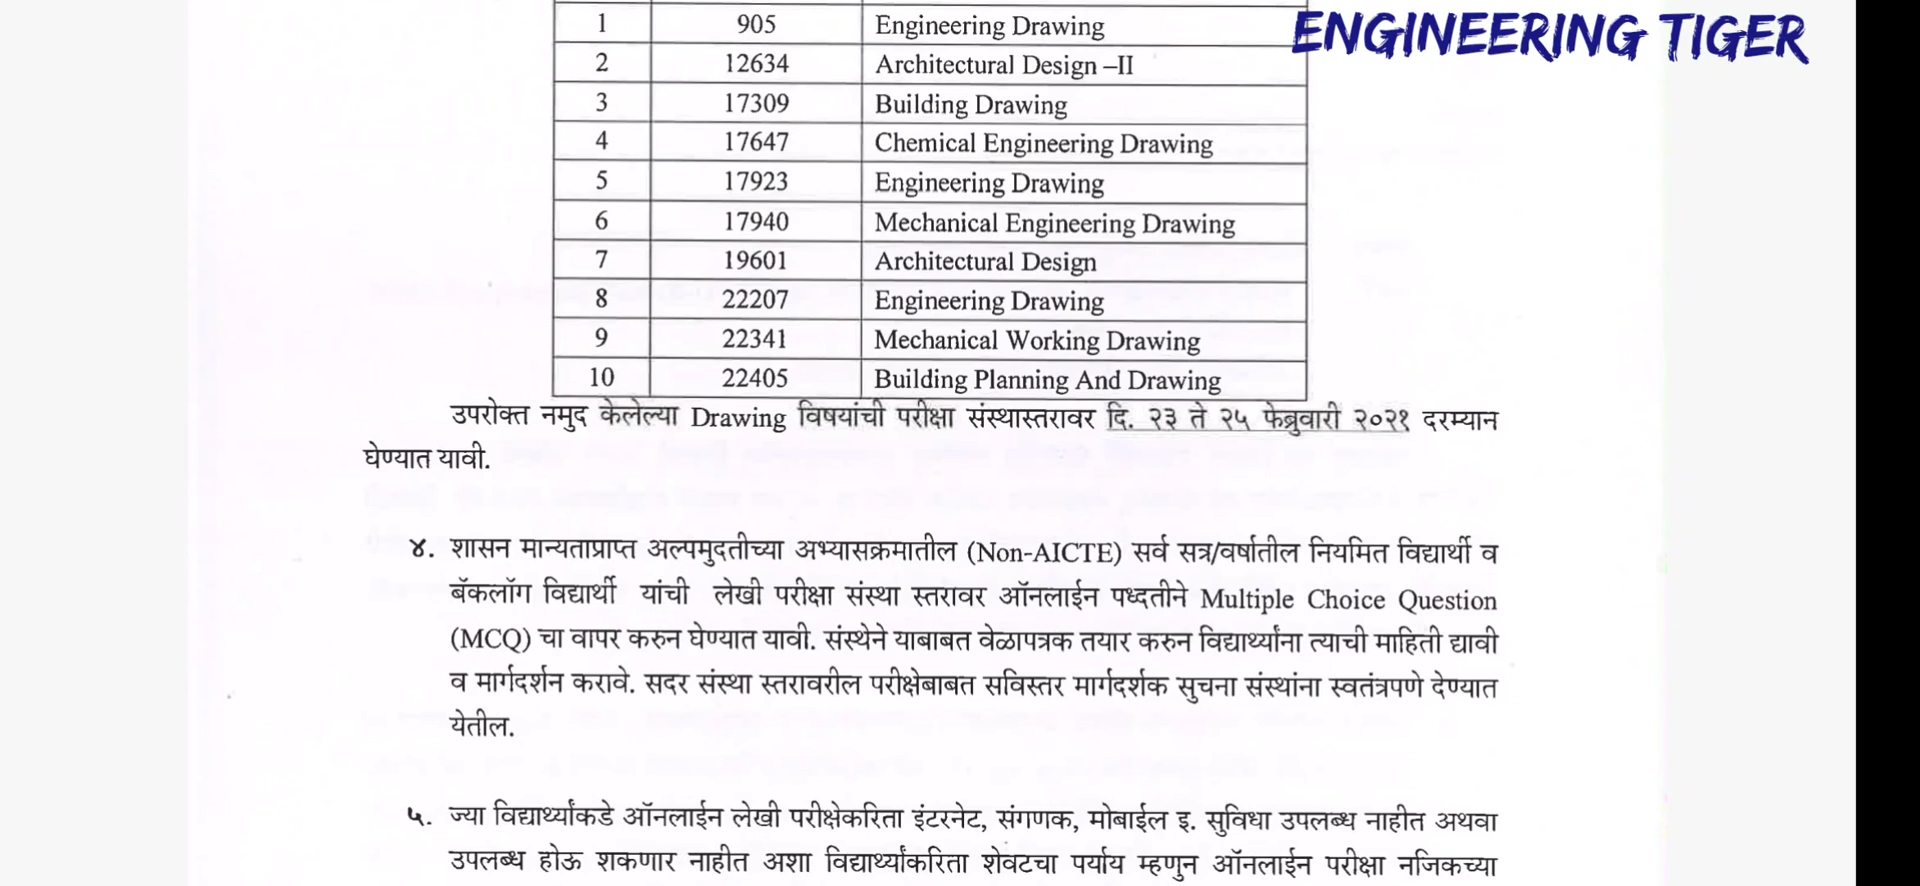 ENGINEERING TIGER
1 905 Engineering Drawing
2 12634 Architectural Design –II
3 17309 Building Drawing
4 17647 Chemical Engineering Drawing
5 17923 Engineering Drawing
6 17940 Mechanical Engineering Drawing
7 19601 Architectural Design
8 22207 Engineering Drawing
9 22341 Mechanical Working Drawing
10 22405 Building Planning And Drawing
उपरोक्त नमुद केलेल्या Drawing विषयांची परीक्षा संस्थास्तरावर दि. २३ ते २५ फेब्रुवारी २०२१ दरम्यान
घेण्यात यावी.
४. शासन मान्यताप्राप्त अल्पमुदतीच्या अभ्यासक्रमातील (Non-AICTE) सर्व सत्र/वर्षातील नियमित विद्यार्थी व
बॅकलॉग विद्यार्थी यांची लेखी परीक्षा संस्था स्तरावर ऑनलाईन पध्दतीने Multiple Choice Question
(MCQ) चा वापर करुन घेण्यात यावी. संस्थेने याबाबत वेळापत्रक तयार करुन विद्यार्थ्यांना त्याची माहिती द्यावी
व मार्गदर्शन करावे. सदर संस्था स्तरावरील परीक्षेबाबत सविस्तर मार्गदर्शक सुचना संस्थांना स्वतंत्रपणे देण्यात
येतील.
५. ज्या विद्यार्थ्यांकडे ऑनलाईन लेखी परीक्षेकरिता इंटरनेट, संगणक, मोबाईल इ. सुविधा उपलब्ध नाहीत अथवा
उपलब्ध होऊ शकणार नाहीत अशा विद्यार्थ्यांकरिता शेवटचा पर्याय म्हणुन ऑनलाईन परीक्षा नजिकच्या